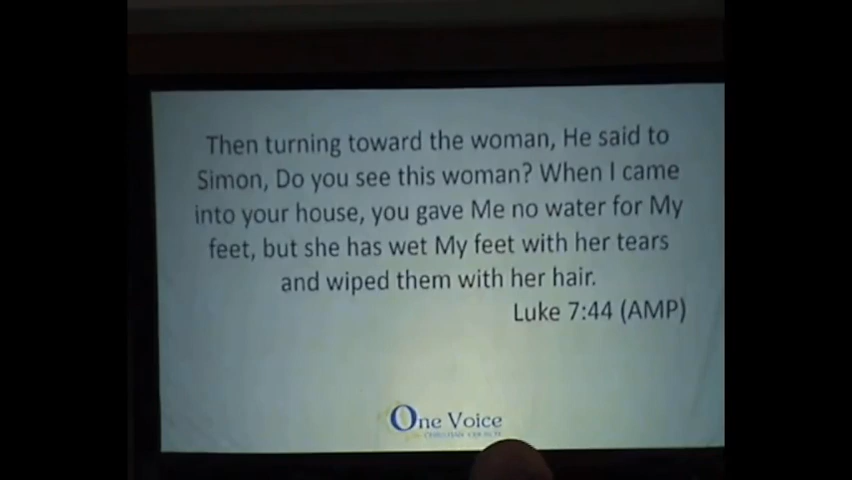 Then turning toward the woman, He said to
Simon, Do you see this woman? When I came
into your house, you gave Me no water for My
feet, but she has wet My feet with her tears
and wiped them with her hair.
Luke 7:44 (AMP)
One Voice
CHRISTIAN CHURCH